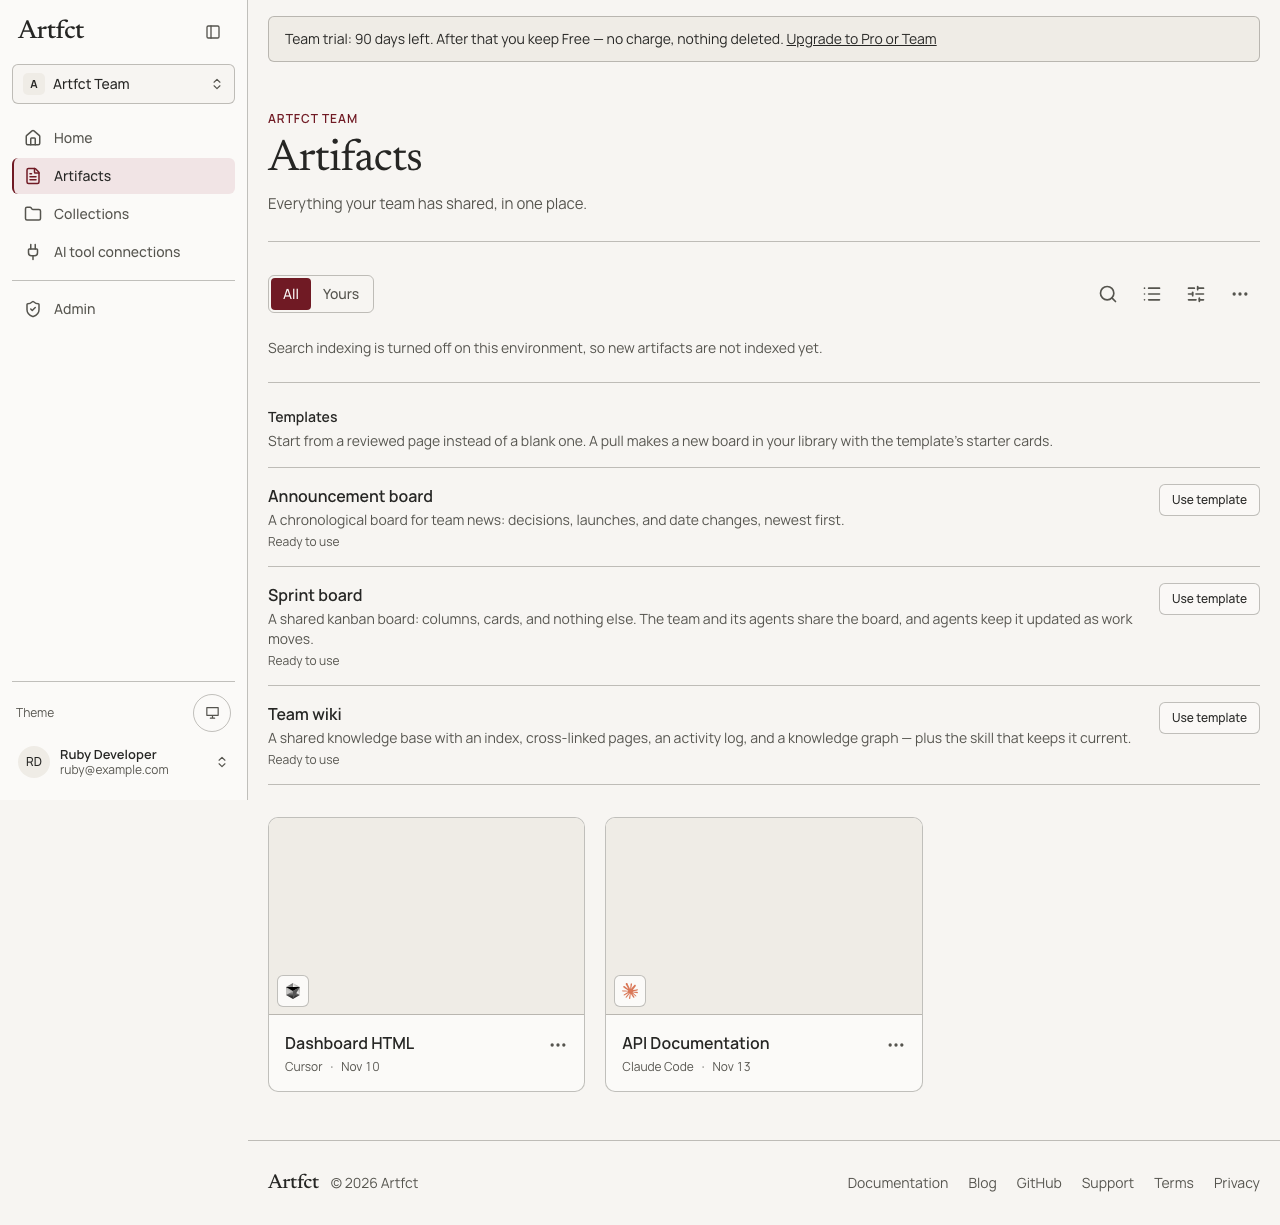 Artfct
A Artfct Team
Home
Artifacts
Collections
AI tool connections
Admin
Theme
RD Ruby Developer
ruby@example.com
Team trial: 90 days left. After that you keep Free — no charge, nothing deleted. Upgrade to Pro or Team
ARTFCT TEAM
Artifacts
Everything your team has shared, in one place.
All Yours
Search indexing is turned off on this environment, so new artifacts are not indexed yet.
Templates
Start from a reviewed page instead of a blank one. A pull makes a new board in your library with the template's starter cards.
Announcement board
Use template
A chronological board for team news: decisions, launches, and date changes, newest first.
Ready to use
Sprint board
Use template
A shared kanban board: columns, cards, and nothing else. The team and its agents share the board, and agents keep it updated as work
moves.
Ready to use
Team wiki
Use template
A shared knowledge base with an index, cross-linked pages, an activity log, and a knowledge graph — plus the skill that keeps it current.
Ready to use
Dashboard HTML
Cursor · Nov 10
API Documentation
Claude Code · Nov 13
Artfct © 2026 Artfct
Documentation Blog GitHub Support Terms Privacy